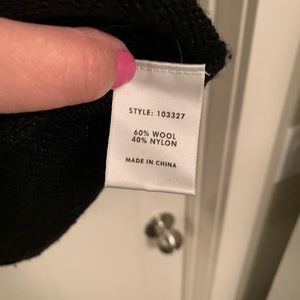 STYLE: 103327
60% WOOL
40% NYLON
MADE IN CHINA